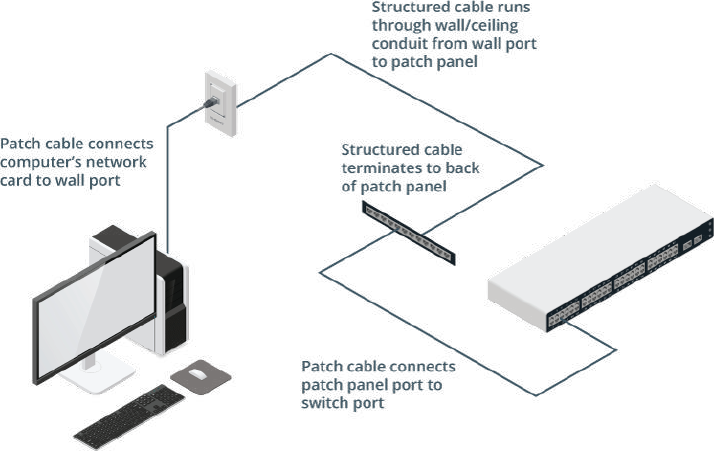 Structured cable runs
through wall/ceiling
conduit from wall port
to patch panel
Patch cable connects
computer's network
card to wall port
Structured cable
terminates to back
of patch panel
Patch cable connects
patch panel port to
switch port